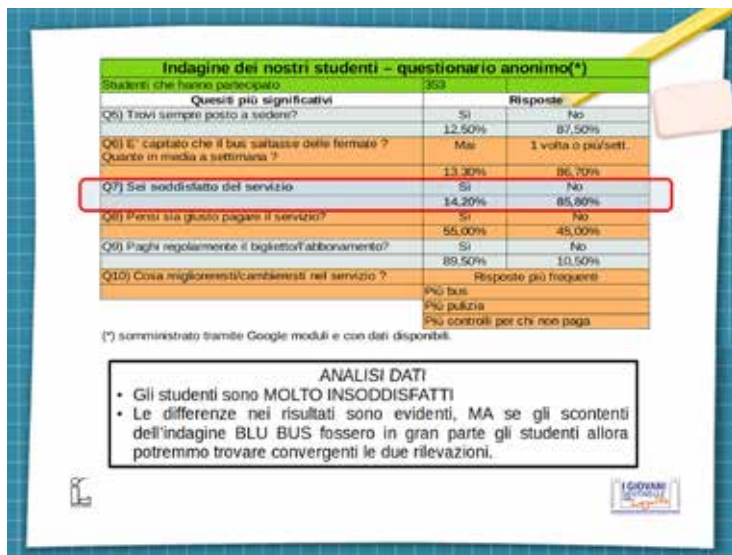 Indagine dei nostri studenti – questionario anonimo(*)
Studenti che hanno partecipato 353
Quesiti più significativi Risposte
Q5) Trovi sempre posto a sedere? Si No
12,50% 87,50%
Q6) E' capitato che il bus saltasse delle fermate ? Mai 1 volta o più/sett.
Quante in media a settimana ?
13,30% 86,70%
Q7) Sei soddisfatto del servizio Si No
14,20% 85,80%
Q8) Pensi sia giusto pagare il servizio? Si No
55,00% 45,00%
Q9) Paghi regolarmente il biglietto/l'abbonamento? Si No
89,50% 10,50%
Q10) Cosa miglioreresti/cambieresti nel servizio ? Risposte più frequenti
Più bus
Più pulizia
Più controlli per chi non paga
(*) somministrato tramite Google moduli e con dati disponibili.
ANALISI DATI
• Gli studenti sono MOLTO INSODDISFATTI
• Le differenze nei risultati sono evidenti, MA se gli scontenti
dell'indagine BLU BUS fossero in gran parte gli studenti allora
potremmo trovare convergenti le due rilevazioni.
I GIOVANI